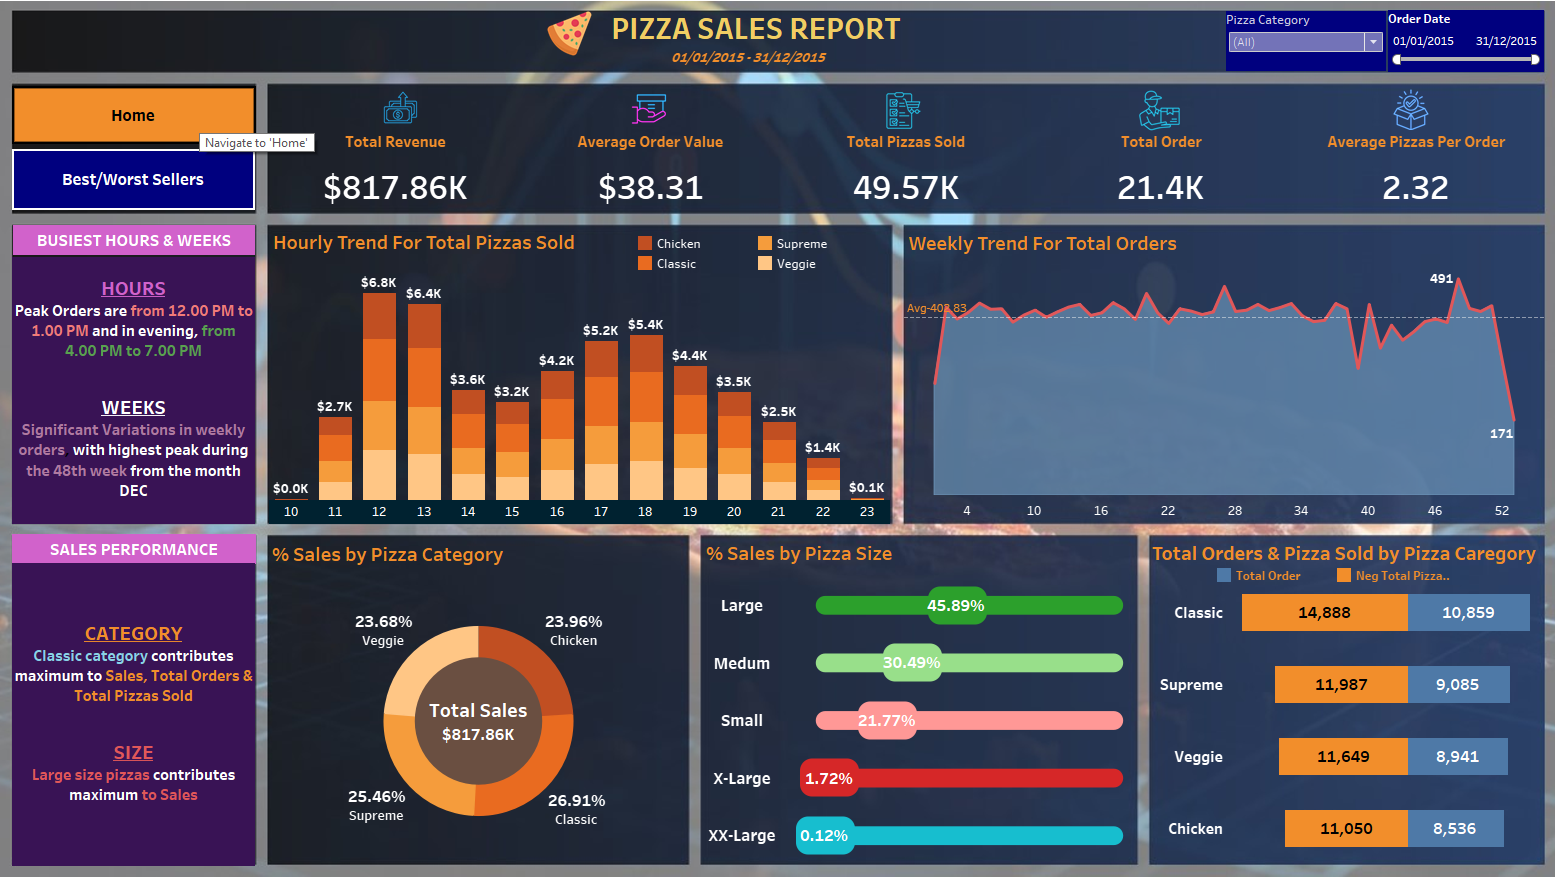 PIZZA SALES REPORT
01/01/2015 - 31/12/2015
Pizza Category
(All)
Order Date
01/01/2015 31/12/2015
Home
Navigate to 'Home'
Best/Worst Sellers
Total Revenue
$817.86K
Average Order Value
$38.31
Total Pizzas Sold
49.57K
Total Order
21.4K
Average Pizzas Per Order
2.32
BUSIEST HOURS & WEEKS
HOURS
Peak Orders are from 12.00 PM to
1.00 PM and in evening, from
4.00 PM to 7.00 PM
WEEKS
Significant Variations in weekly
orders, with highest peak during
the 48th week from the month
DEC
Hourly Trend For Total Pizzas Sold
Chicken Supreme
Classic Veggie
$0.0K $2.7K $6.8K $6.4K $3.6K $3.2K $4.2K $5.2K $5.4K $4.4K $3.5K $2.5K $1.4K $0.1K
10 11 12 13 14 15 16 17 18 19 20 21 22 23
Weekly Trend For Total Orders
491
Avg-408.83
171
4 10 16 22 28 34 40 46 52
SALES PERFORMANCE
CATEGORY
Classic category contributes
maximum to Sales, Total Orders &
Total Pizzas Sold
SIZE
Large size pizzas contributes
maximum to Sales
% Sales by Pizza Category
23.68%
Veggie
23.96%
Chicken
Total Sales
$817.86K
25.46%
Supreme
26.91%
Classic
% Sales by Pizza Size
Large 45.89%
Medum 30.49%
Small 21.77%
X-Large 1.72%
XX-Large 0.12%
Total Orders & Pizza Sold by Pizza Caregory
Total Order Neg Total Pizza..
Classic 14,888 10,859
Supreme 11,987 9,085
Veggie 11,649 8,941
Chicken 11,050 8,536